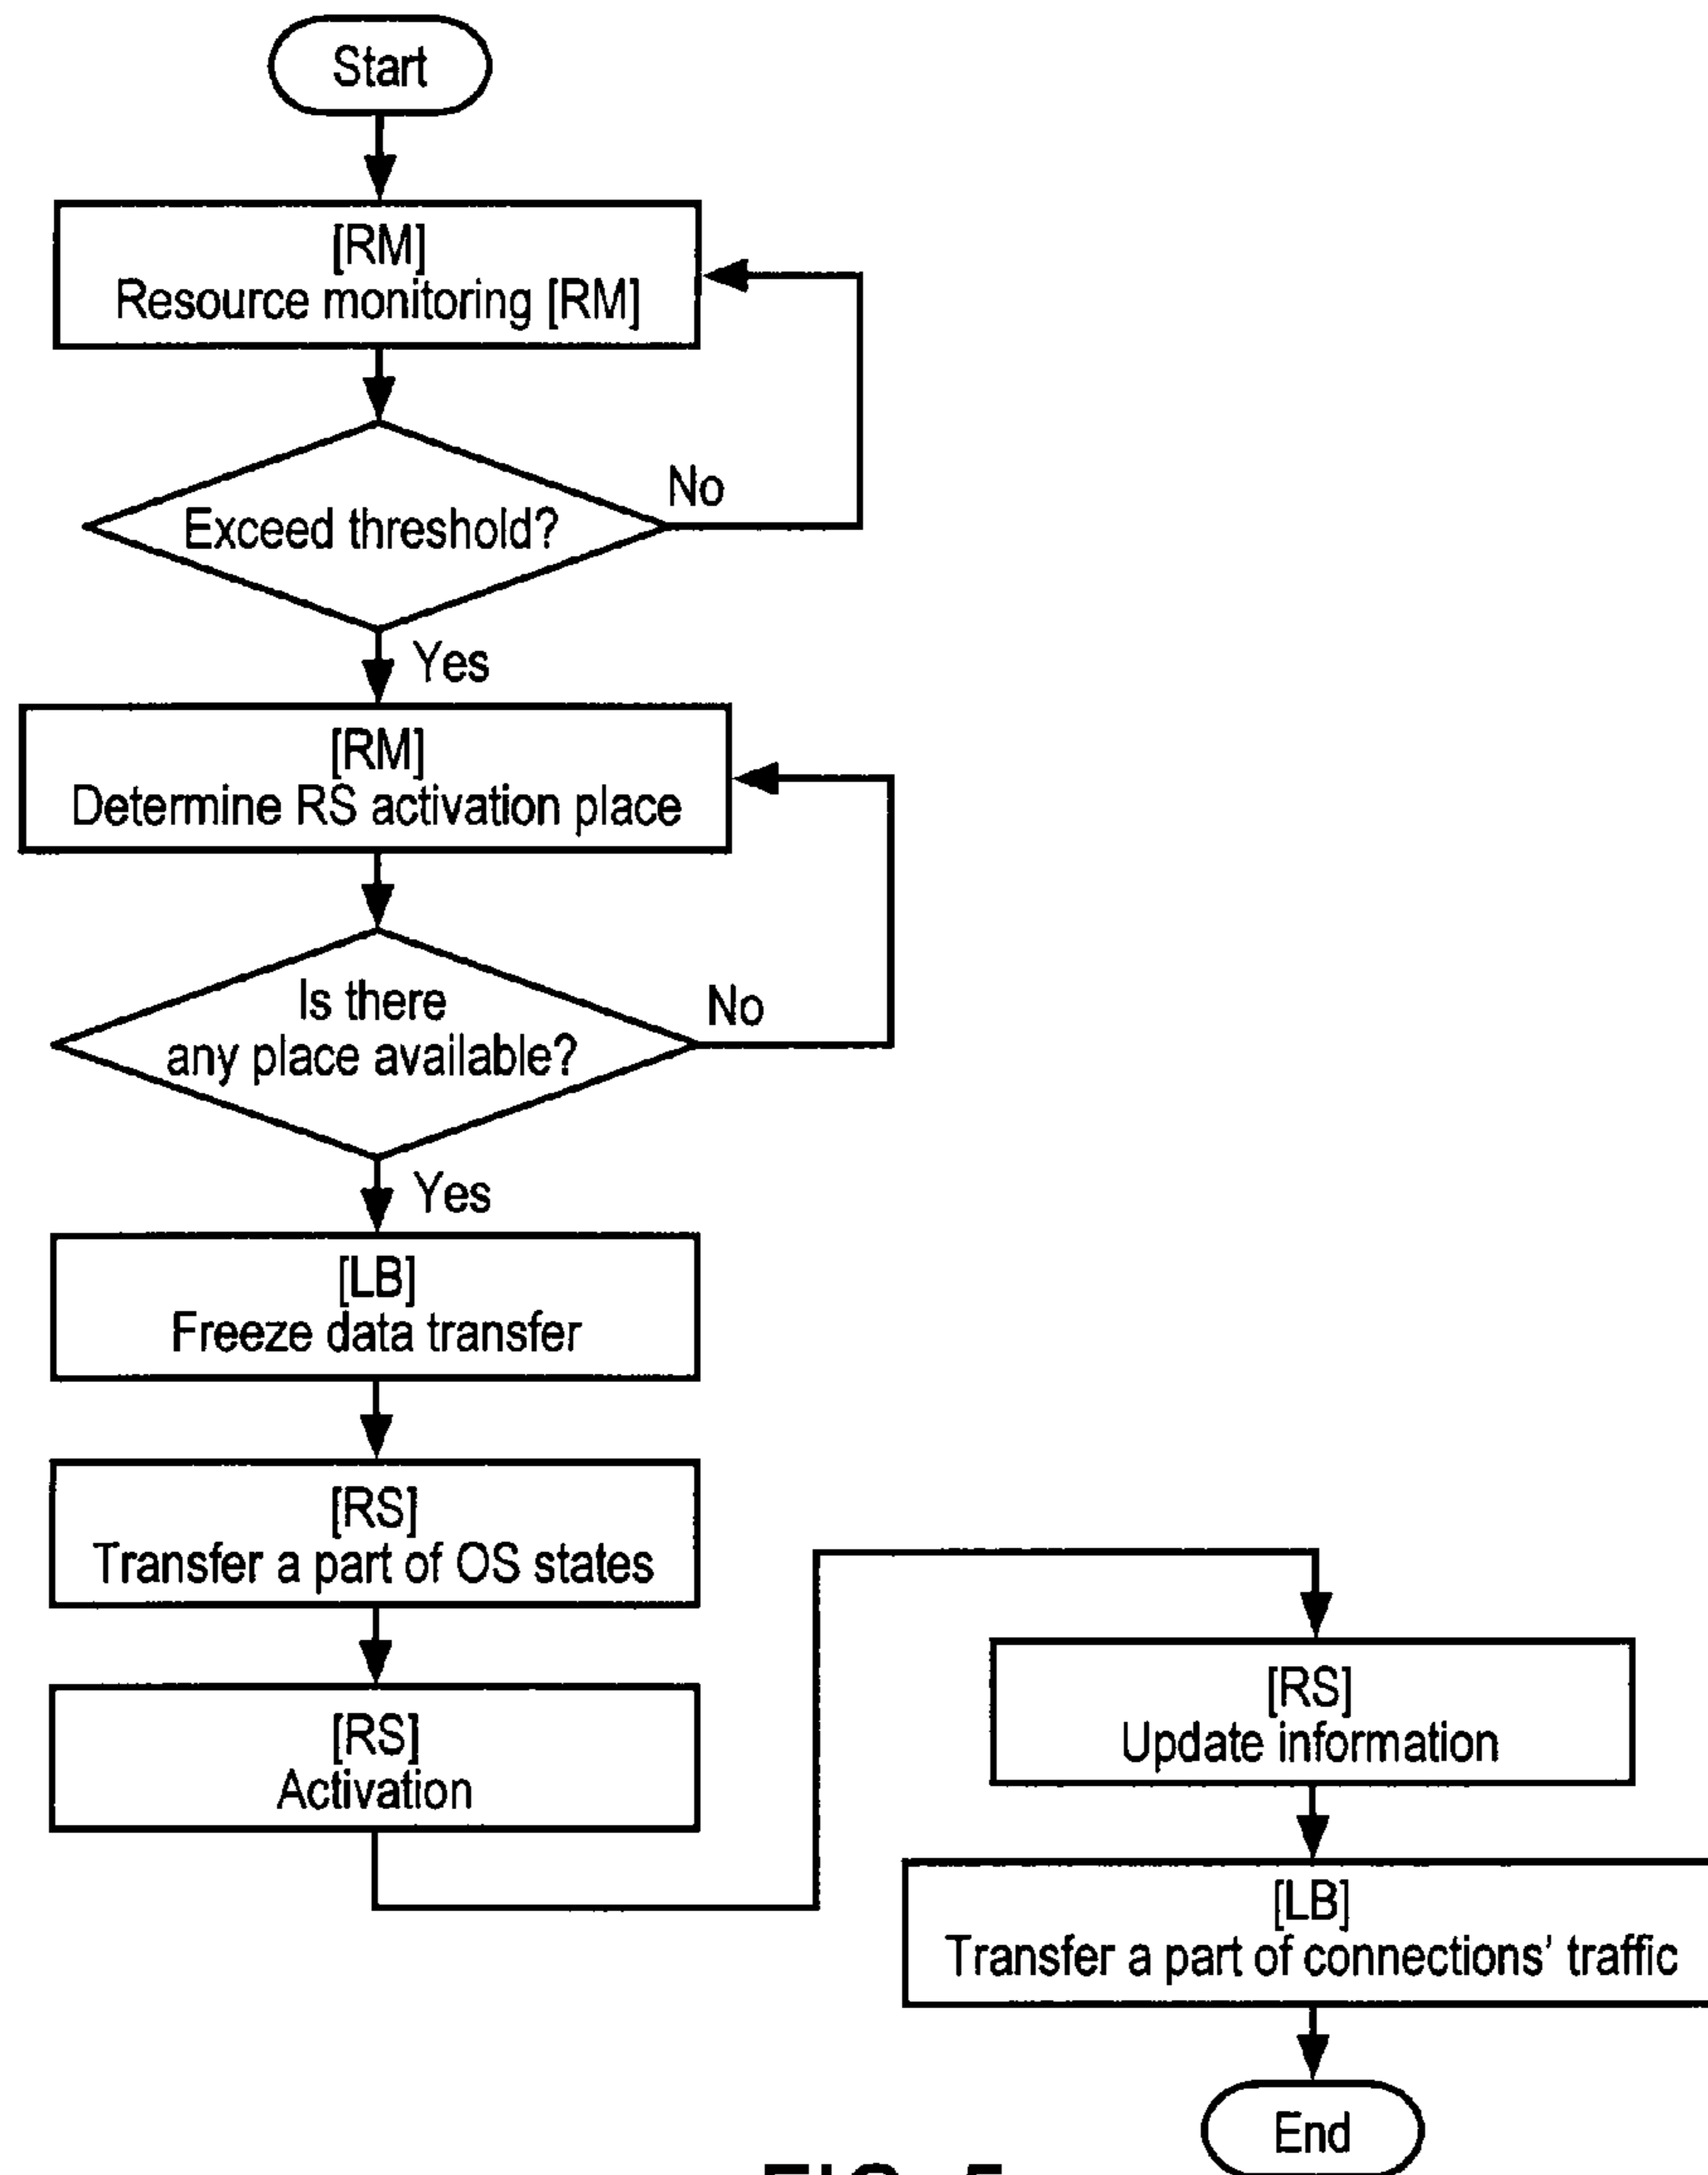 Start
[RM]
Resource monitoring [RM]
Exceed threshold?
No
Yes
[RM]
Determine RS activation place
Is there
any place available?
No
Yes
[LB]
Freeze data transfer
[RS]
Transfer a part of OS states
[RS]
Activation
[RS]
Update information
[LB]
Transfer a part of connections' traffic
End